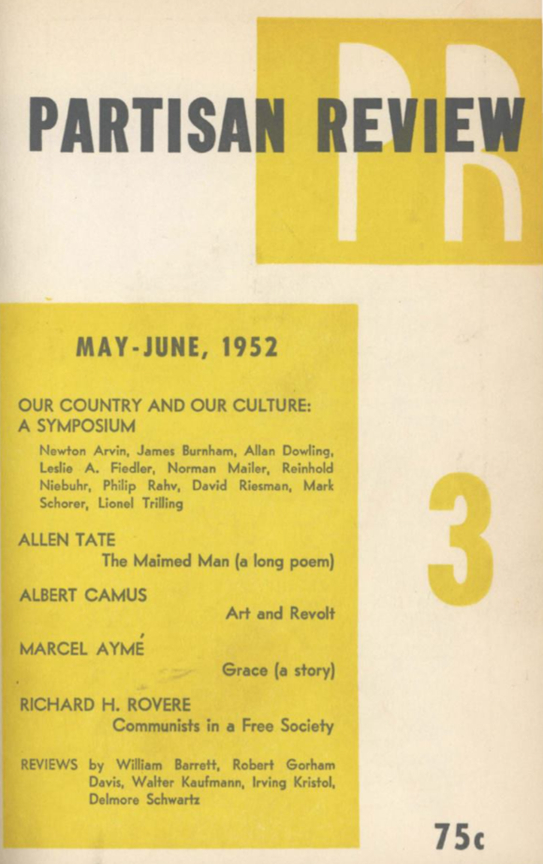 PR
PARTISAN REVIEW
MAY-JUNE, 1952
OUR COUNTRY AND OUR CULTURE:
A SYMPOSIUM
Newton Arvin, James Burnham, Allan Dowling,
Leslie A. Fiedler, Norman Mailer, Reinhold
Niebuhr, Philip Rahv, David Riesman, Mark
Schorer, Lionel Trilling
ALLEN TATE
The Maimed Man (a long poem)
ALBERT CAMUS
Art and Revolt
MARCEL AYMÉ
Grace (a story)
RICHARD H. ROVERE
Communists in a Free Society
REVIEWS by William Barrett, Robert Gorham
Davis, Walter Kaufmann, Irving Kristol,
Delmore Schwartz
3
75c